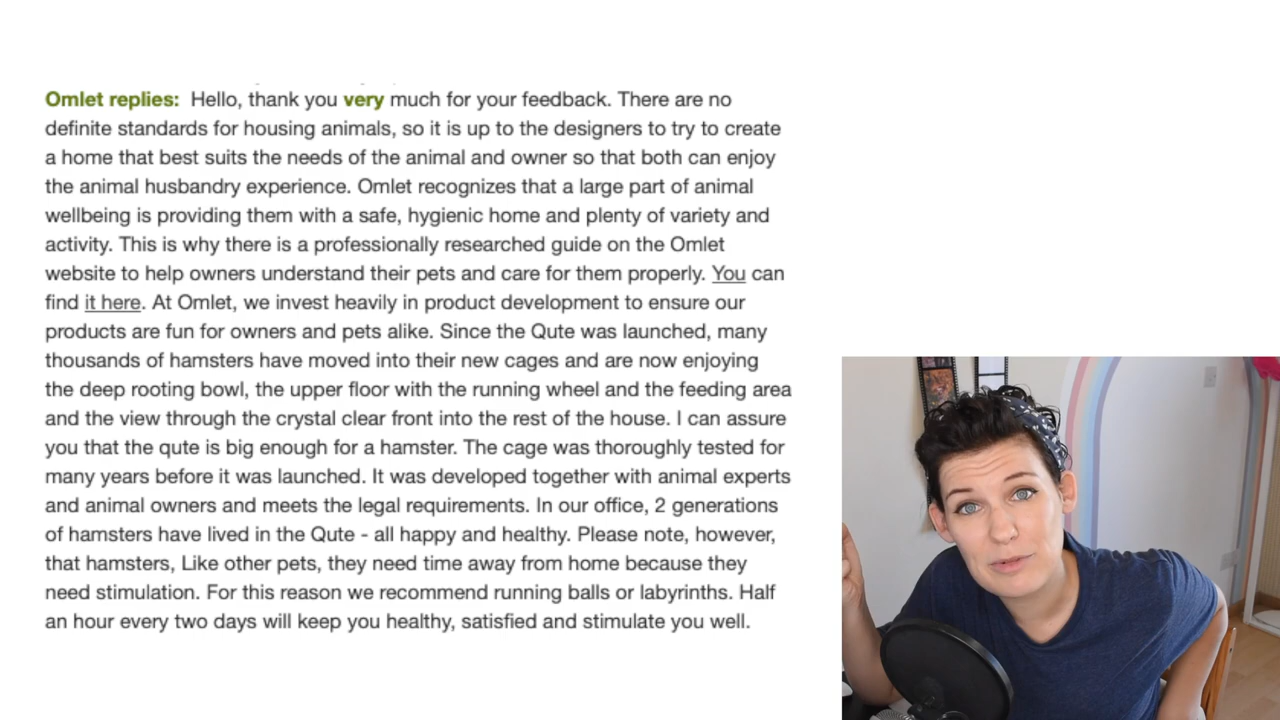 Omlet replies: Hello, thank you very much for your feedback. There are no
definite standards for housing animals, so it is up to the designers to try to create
a home that best suits the needs of the animal and owner so that both can enjoy
the animal husbandry experience. Omlet recognizes that a large part of animal
wellbeing is providing them with a safe, hygienic home and plenty of variety and
activity. This is why there is a professionally researched guide on the Omlet
website to help owners understand their pets and care for them properly. You can
find it here. At Omlet, we invest heavily in product development to ensure our
products are fun for owners and pets alike. Since the Qute was launched, many
thousands of hamsters have moved into their new cages and are now enjoying
the deep rooting bowl, the upper floor with the running wheel and the feeding area
and the view through the crystal clear front into the rest of the house. I can assure
you that the qute is big enough for a hamster. The cage was thoroughly tested for
many years before it was launched. It was developed together with animal experts
and animal owners and meets the legal requirements. In our office, 2 generations
of hamsters have lived in the Qute - all happy and healthy. Please note, however,
that hamsters, Like other pets, they need time away from home because they
need stimulation. For this reason we recommend running balls or labyrinths. Half
an hour every two days will keep you healthy, satisfied and stimulate you well.